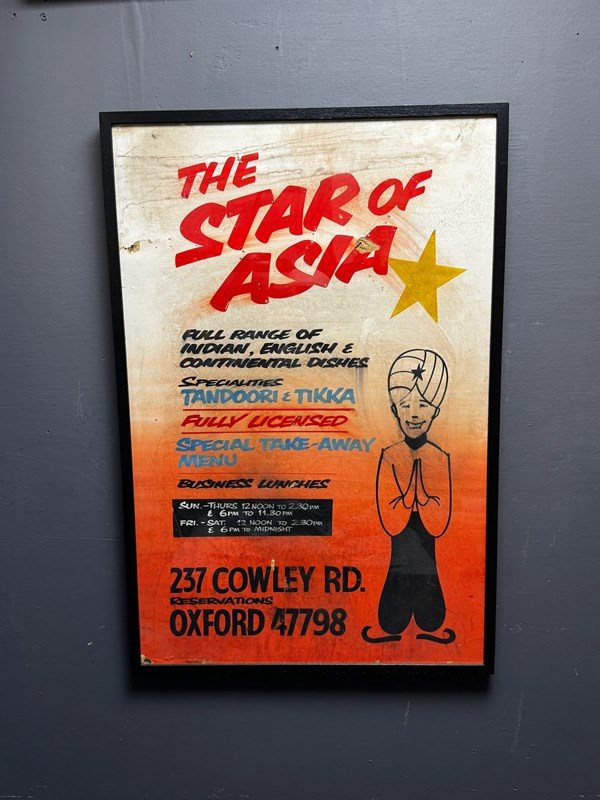 THE
STAR OF
ASIA
FULL RANGE OF
INDIAN, ENGLISH &
CONTINENTAL DISHES
SPECIALITIES
TANDOORI & TIKKA
FULLY LICENSED
SPECIAL TAKE-AWAY
MENU
BUSINESS LUNCHES
SUN.-THURS 12 NOON TO 2.30PM
& 6PM TO 11.30PM
FRI.-SAT. 12 NOON TO 2.30PM
& 6PM TO MIDNIGHT
237 COWLEY RD.
RESERVATIONS
OXFORD 47798